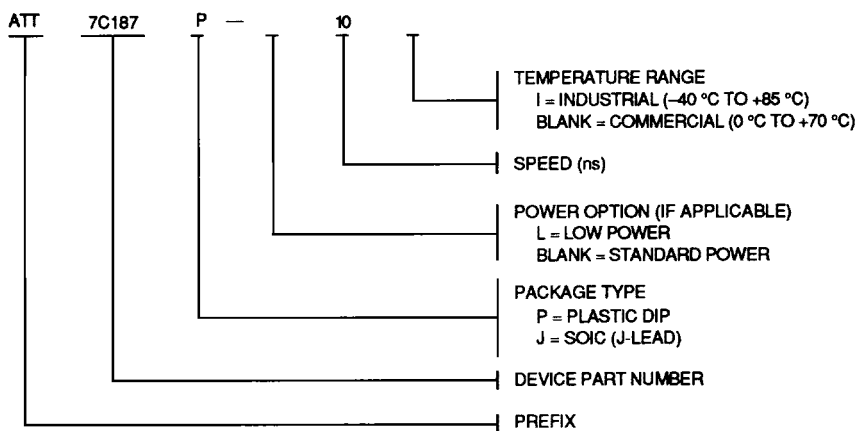 ATT 7C187 P — 10
TEMPERATURE RANGE
I = INDUSTRIAL (–40 °C TO +85 °C)
BLANK = COMMERCIAL (0 °C TO +70 °C)
SPEED (ns)
POWER OPTION (IF APPLICABLE)
L = LOW POWER
BLANK = STANDARD POWER
PACKAGE TYPE
P = PLASTIC DIP
J = SOIC (J-LEAD)
DEVICE PART NUMBER
PREFIX